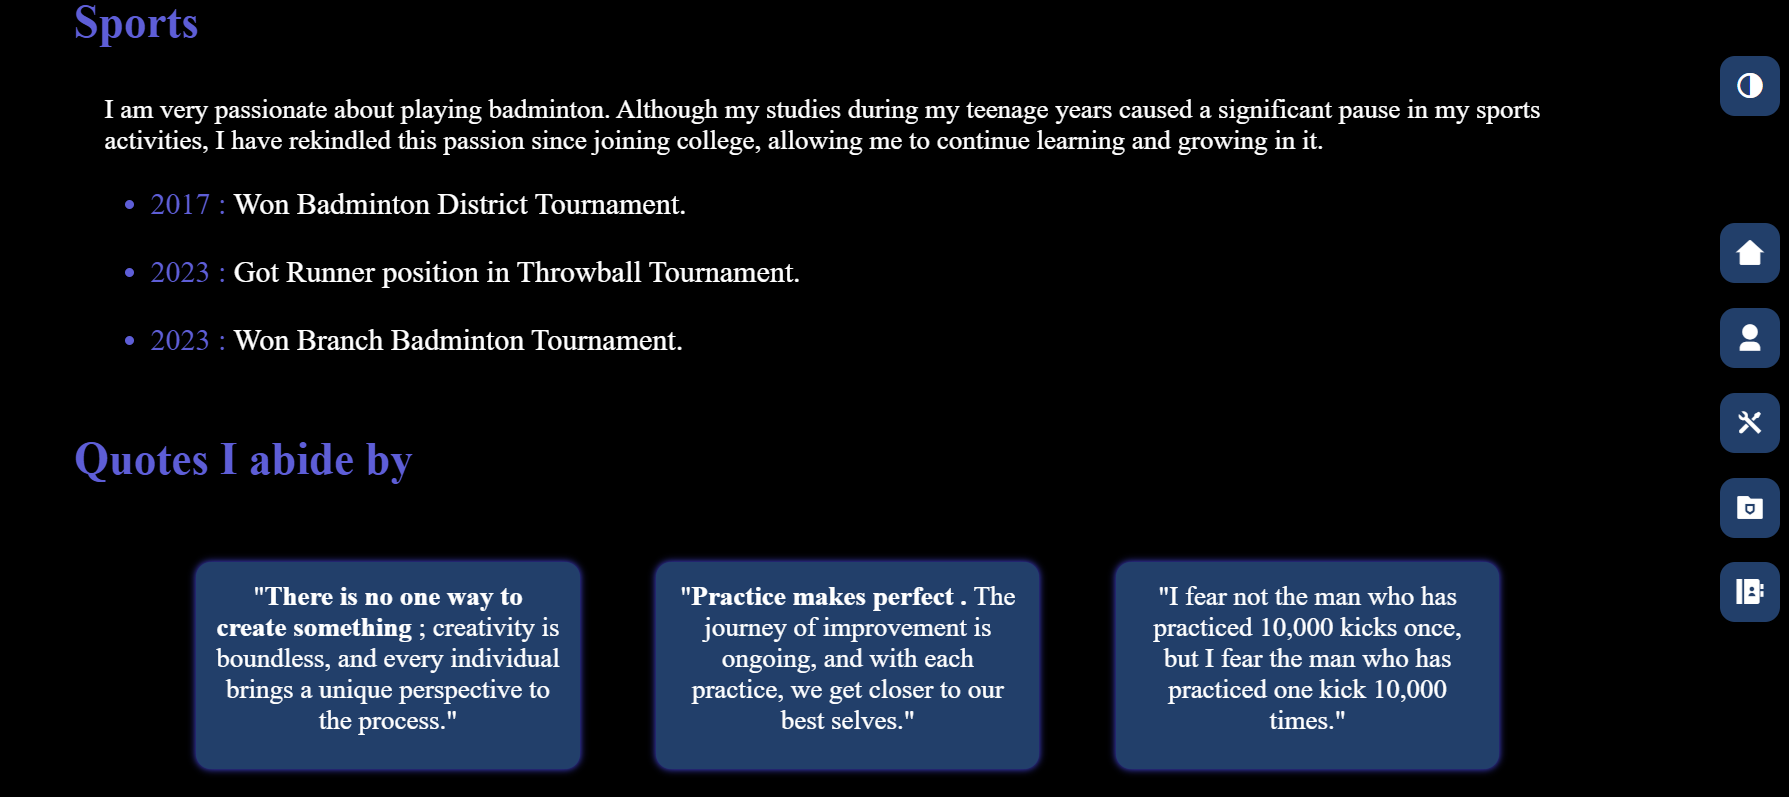 Sports
I am very passionate about playing badminton. Although my studies during my teenage years caused a significant pause in my sports
activities, I have rekindled this passion since joining college, allowing me to continue learning and growing in it.
• 2017 : Won Badminton District Tournament.
• 2023 : Got Runner position in Throwball Tournament.
• 2023 : Won Branch Badminton Tournament.
Quotes I abide by
"There is no one way to
create something ; creativity is
boundless, and every individual
brings a unique perspective to
the process."
"Practice makes perfect . The
journey of improvement is
ongoing, and with each
practice, we get closer to our
best selves."
"I fear not the man who has
practiced 10,000 kicks once,
but I fear the man who has
practiced one kick 10,000
times."